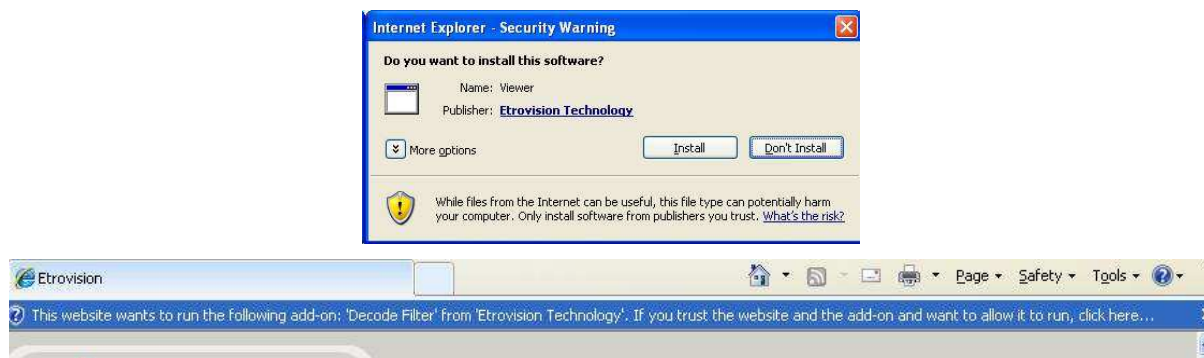 Internet Explorer - Security Warning
Do you want to install this software?
Name: Viewer
Publisher: Etrovision Technology
More options
Install
Don't Install
While files from the Internet can be useful, this file type can potentially harm
your computer. Only install software from publishers you trust. What's the risk?
Etrovision
Page
Safety
Tools
This website wants to run the following add-on: 'Decode Filter' from 'Etrovision Technology'. If you trust the website and the add-on and want to allow it to run, click here...